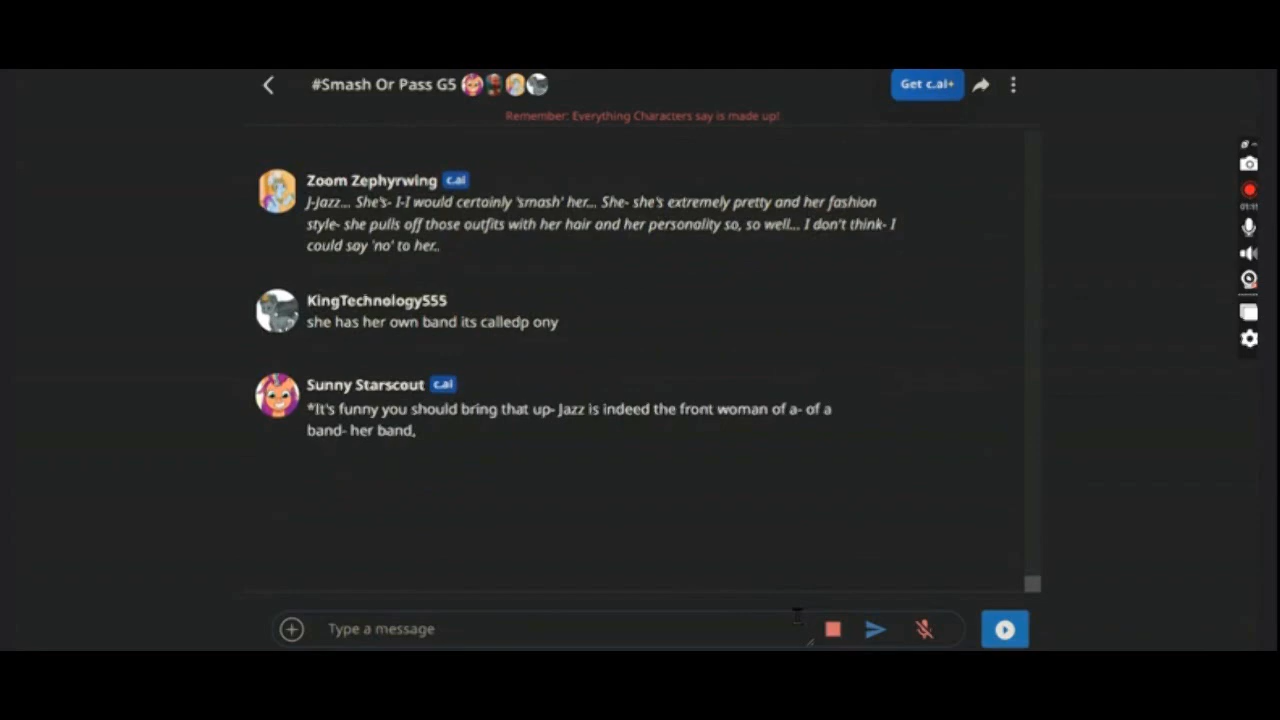 #Smash Or Pass G5
Get c.ai+
Remember: Everything Characters say is made up!
Zoom Zephyrwing c.ai
J-Jazz... She's- I-I would certainly 'smash' her... She- she's extremely pretty and her fashion
style- she pulls off those outfits with her hair and her personality so, so well... I don't think- I
could say 'no' to her..
KingTechnology555
she has her own band its calledp ony
Sunny Starscout c.ai
*It's funny you should bring that up- Jazz is indeed the front woman of a- of a
band- her band,
Type a message
01:11